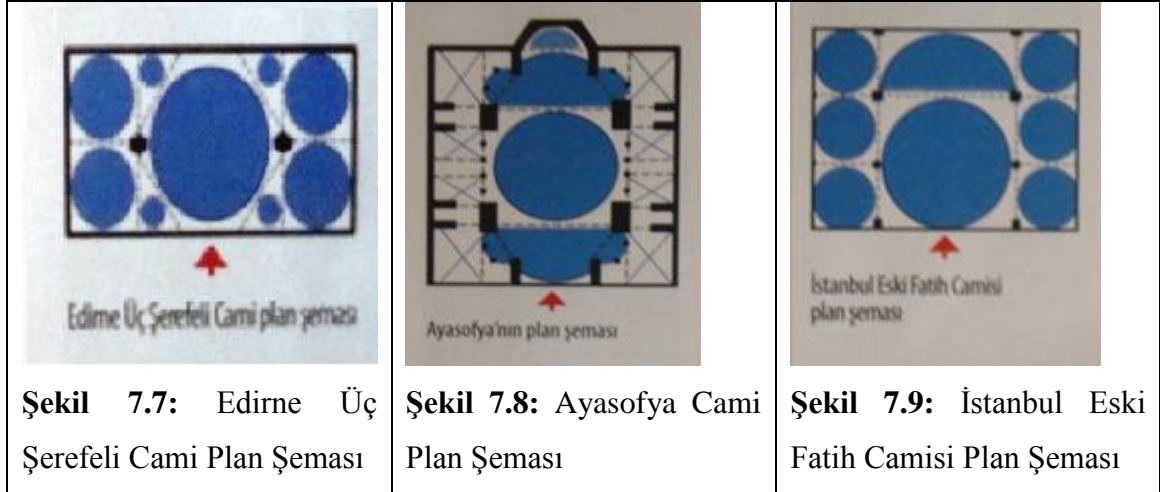 Edirne Üç Şerefeli Cami plan şeması
Şekil 7.7: Edirne Üç
Şerefeli Cami Plan Şeması
Ayasofya'nın plan şeması
Şekil 7.8: Ayasofya Cami
Plan Şeması
İstanbul Eski Fatih Camisi
plan şeması
Şekil 7.9: İstanbul Eski
Fatih Camisi Plan Şeması